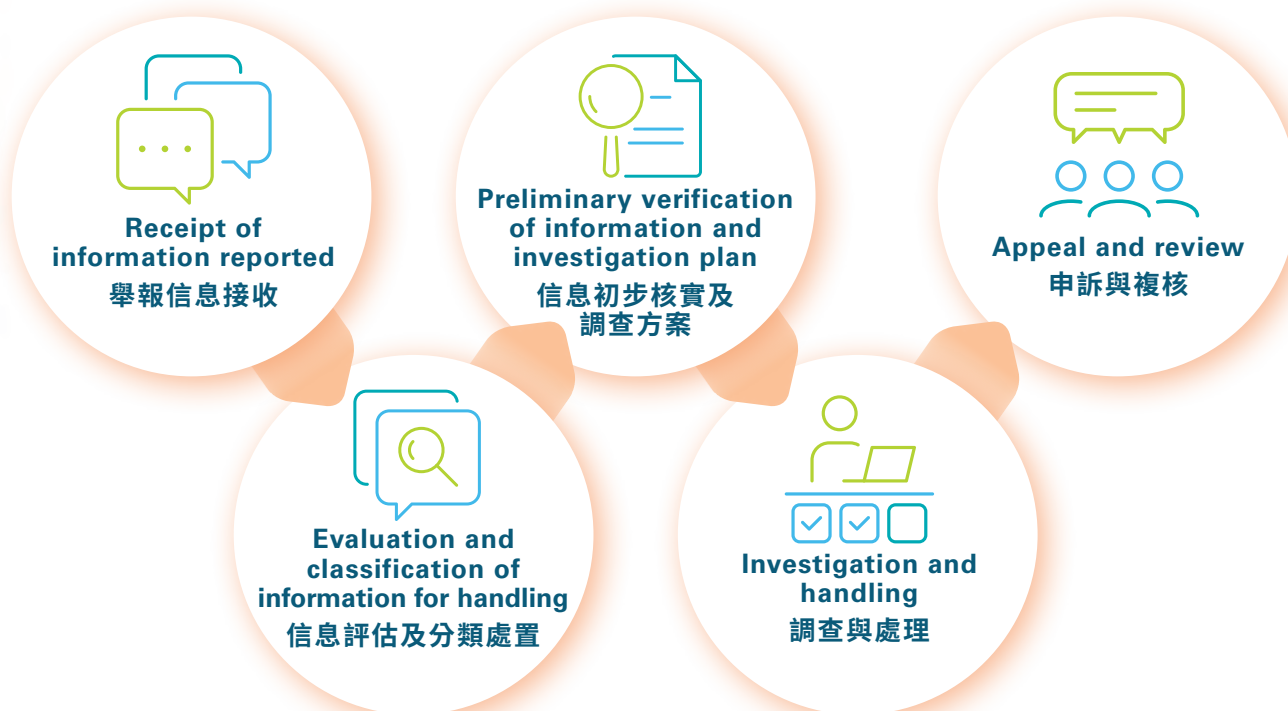 Receipt of
information reported
舉報信息接收
Evaluation and
classification of
information for handling
信息評估及分類處置
Preliminary verification
of information and
investigation plan
信息初步核實及
調查方案
Investigation and
handling
調查與處理
Appeal and review
申訴與複核